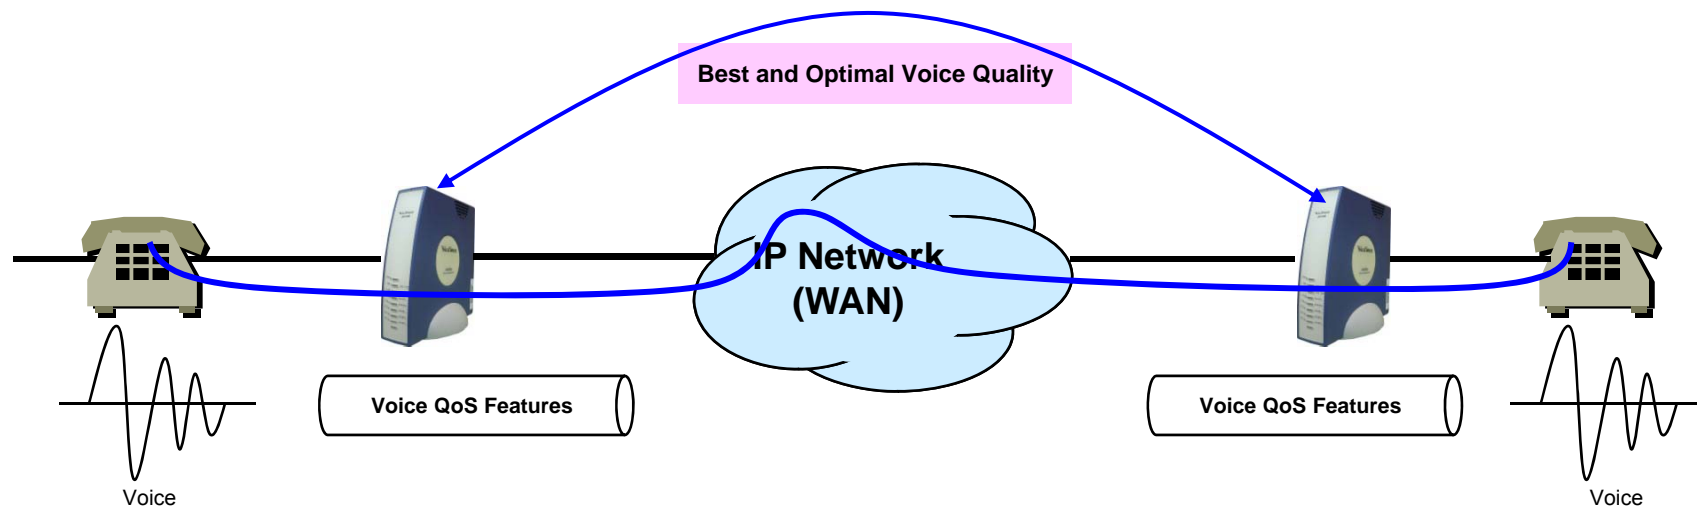 Best and Optimal Voice Quality
IP Network
(WAN)
Voice QoS Features
Voice QoS Features
Voice
Voice